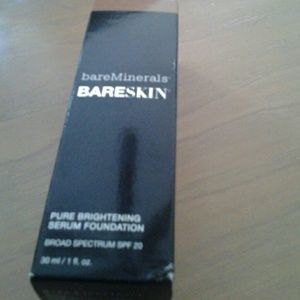 bareMinerals
BARESKIN
PURE BRIGHTENING
SERUM FOUNDATION
BROAD SPECTRUM SPF 20
30 ml / 1 fl. oz.